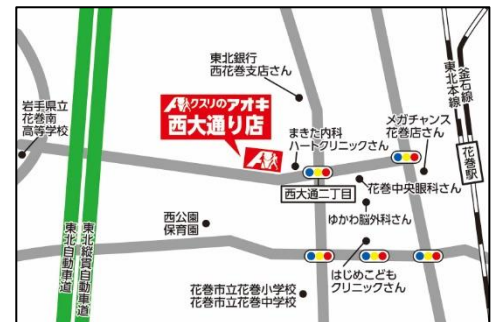 東北銀行
西花巻支店さん
クスリのアオキ
西大通り店
岩手県立
花巻南
高等学校
まきた内科
ハートクリニックさん
メガチャンス
花巻店さん
釜石線
東北本線
花巻駅
西大通二丁目
花巻中央眼科さん
ゆかわ脳外科さん
西公園
保育園
はじめこども
クリニックさん
花巻市立花巻小学校
花巻市立花巻中学校
東北自動車道
東北縦貫自動車道